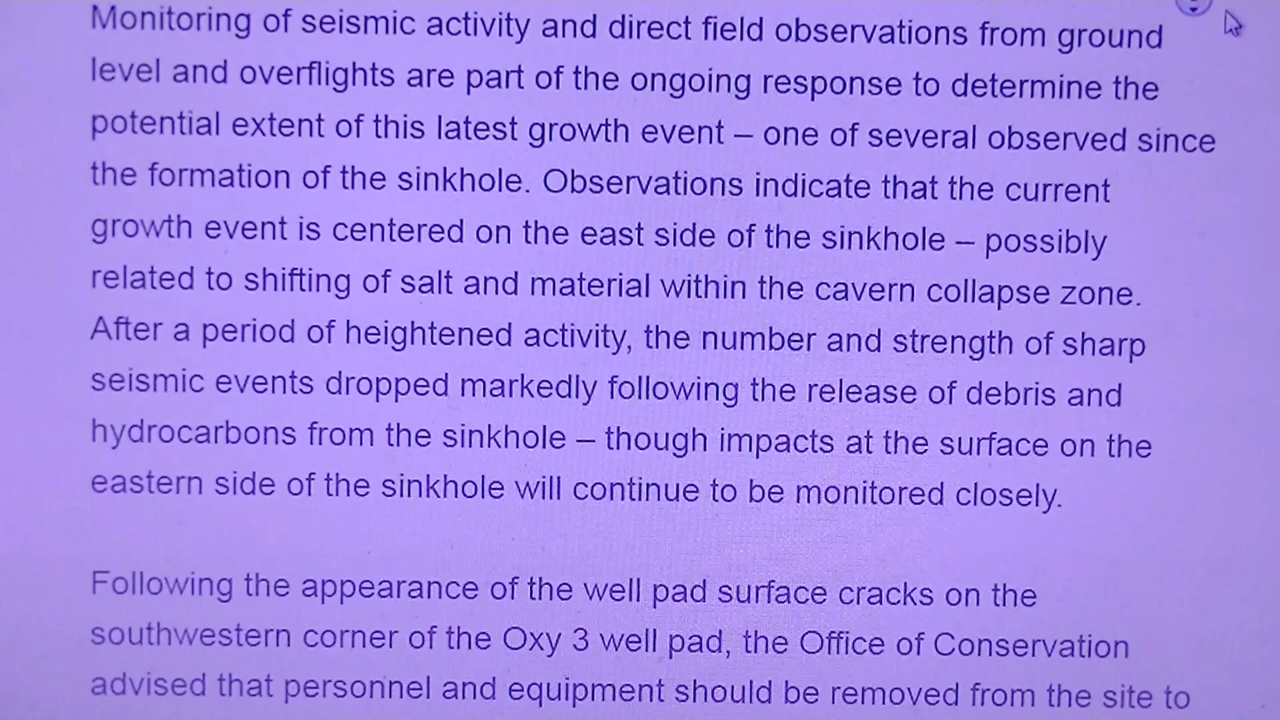 Monitoring of seismic activity and direct field observations from ground
level and overflights are part of the ongoing response to determine the
potential extent of this latest growth event – one of several observed since
the formation of the sinkhole. Observations indicate that the current
growth event is centered on the east side of the sinkhole – possibly
related to shifting of salt and material within the cavern collapse zone.
After a period of heightened activity, the number and strength of sharp
seismic events dropped markedly following the release of debris and
hydrocarbons from the sinkhole – though impacts at the surface on the
eastern side of the sinkhole will continue to be monitored closely.
Following the appearance of the well pad surface cracks on the
southwestern corner of the Oxy 3 well pad, the Office of Conservation
advised that personnel and equipment should be removed from the site to